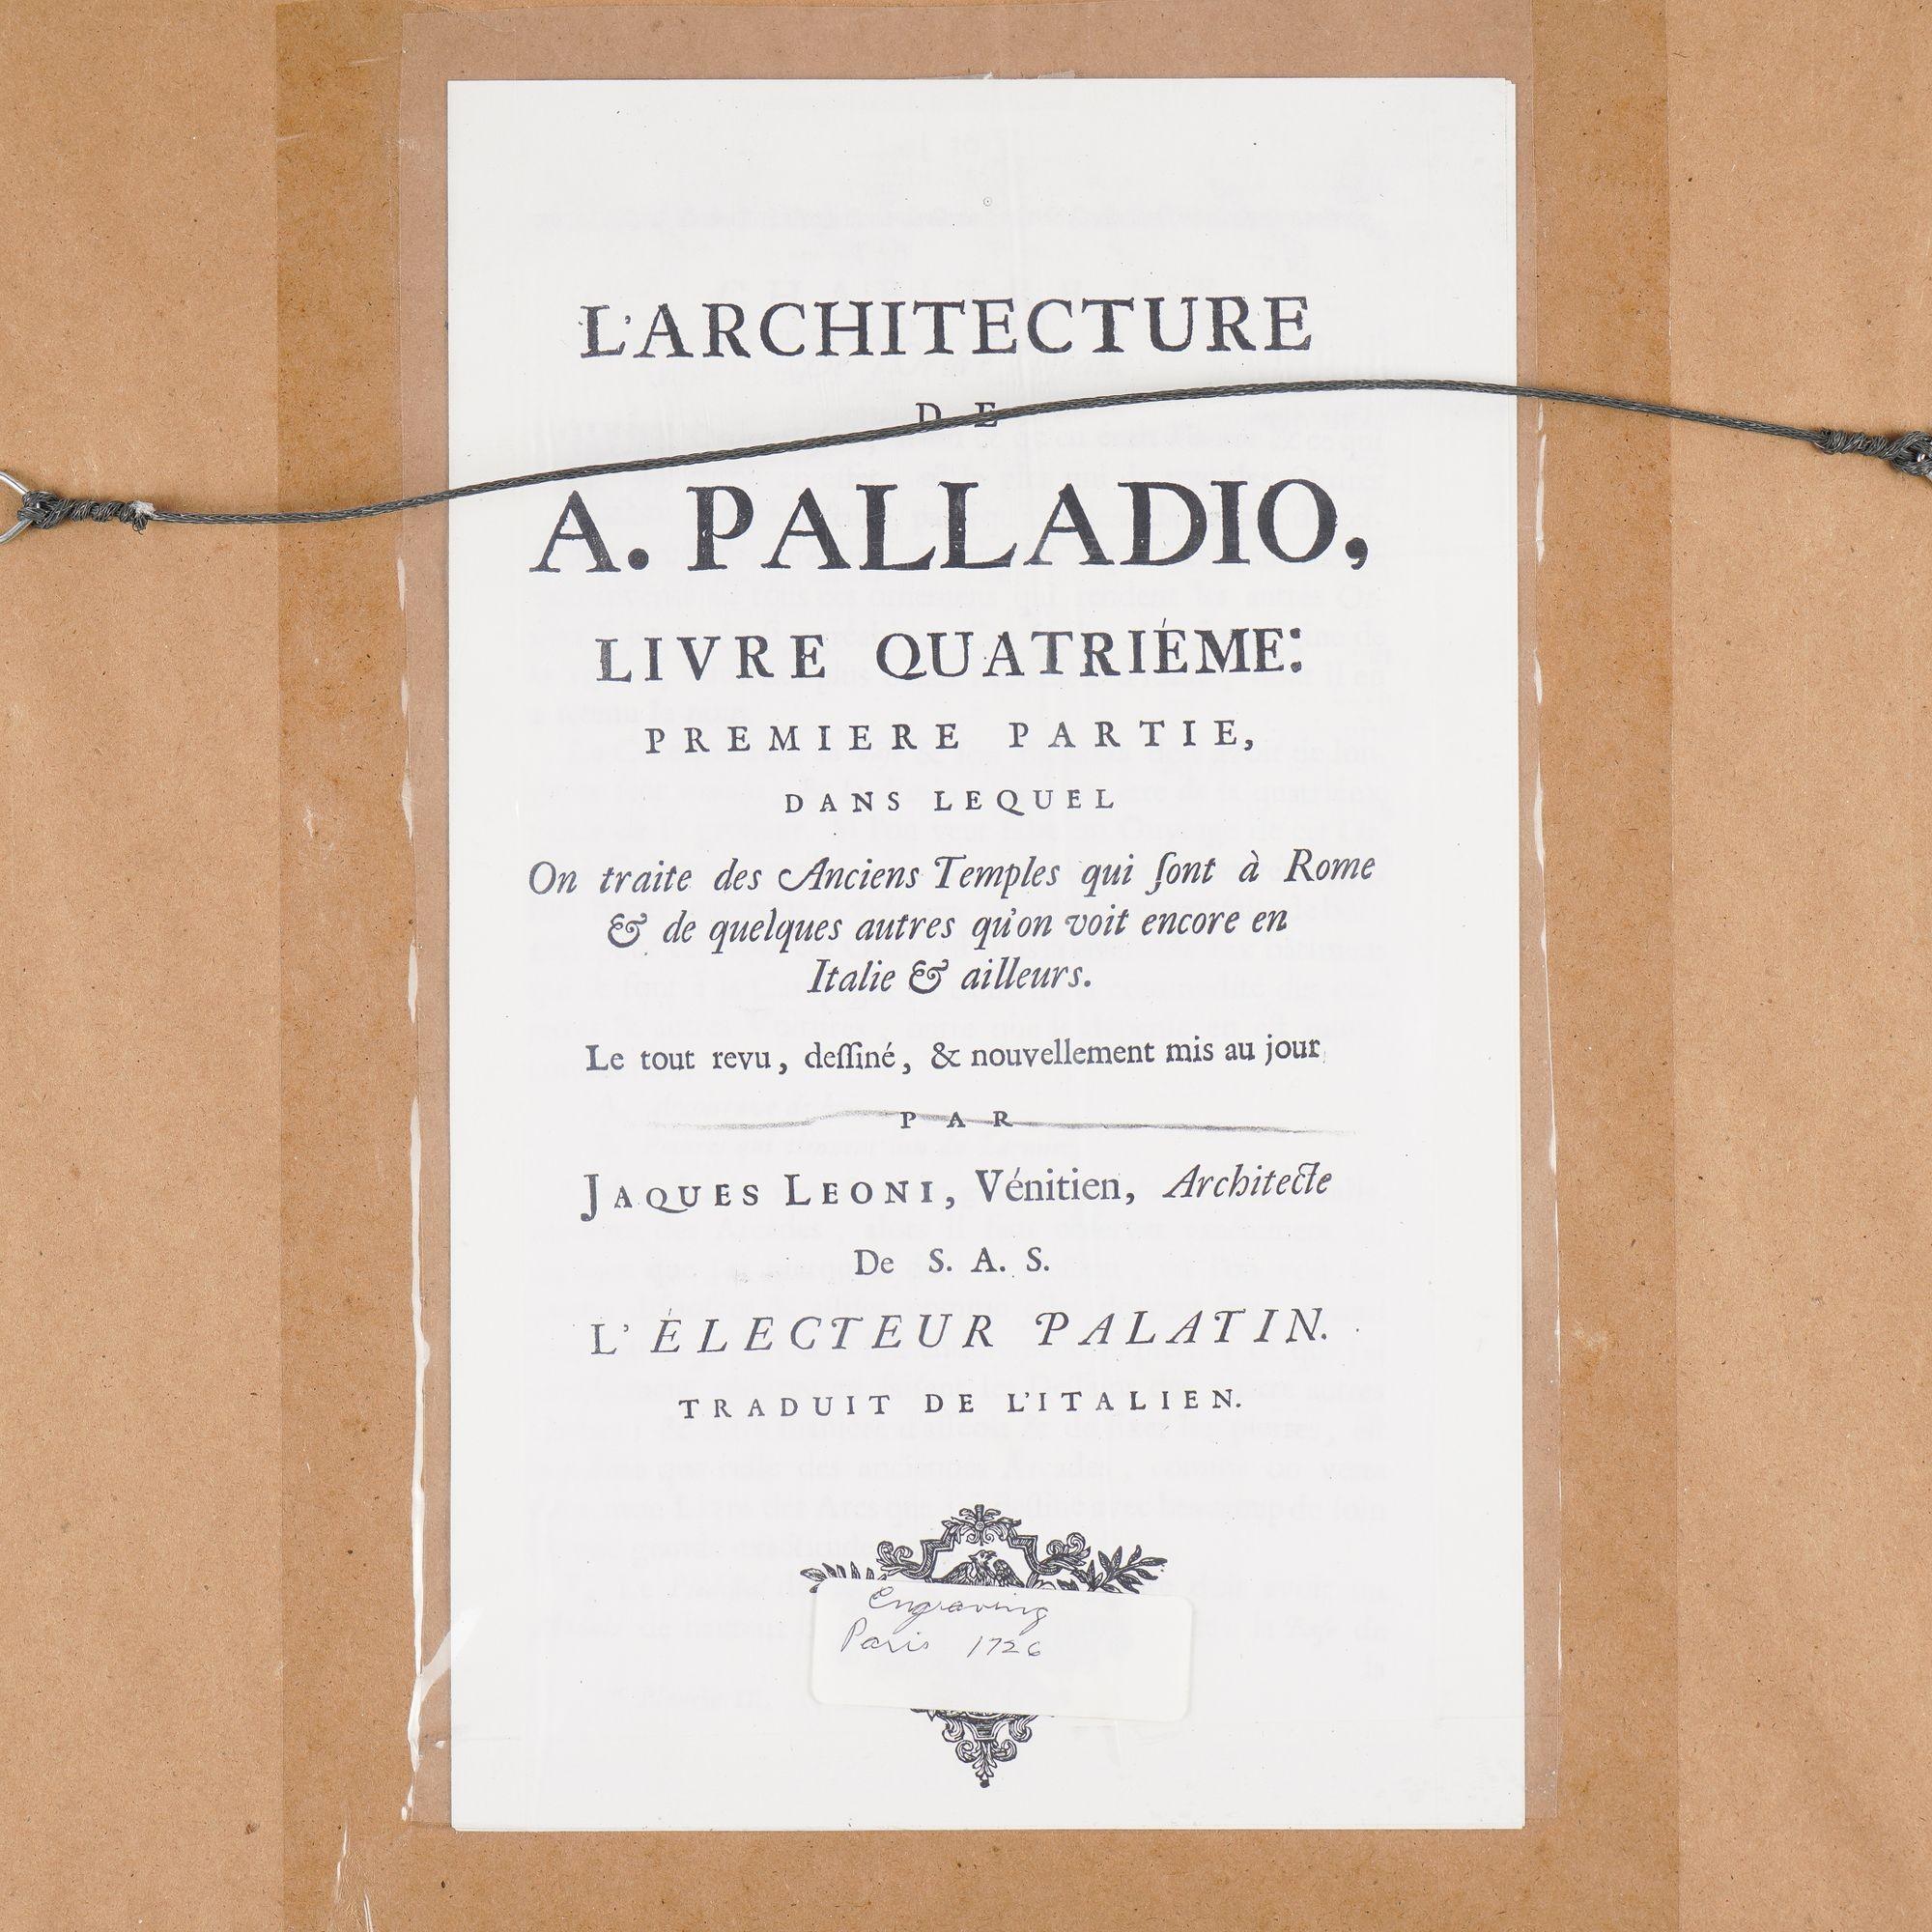 L'ARCHITECTURE
DE
A. PALLADIO,
LIVRE QUATRIÉME:
PREMIERE PARTIE,
DANS LEQUEL
On traite des Anciens Temples qui ſont à Rome
& de quelques autres qu'on voit encore en
Italie & ailleurs.
Le tout revu, deſſiné, & nouvellement mis au jour
PAR
JAQUES LEONI, Vénitien, Architecte
De S. A. S.
L'ÉLECTEUR PALATIN.
TRADUIT DE L'ITALIEN.
Engraving
Paris 1726